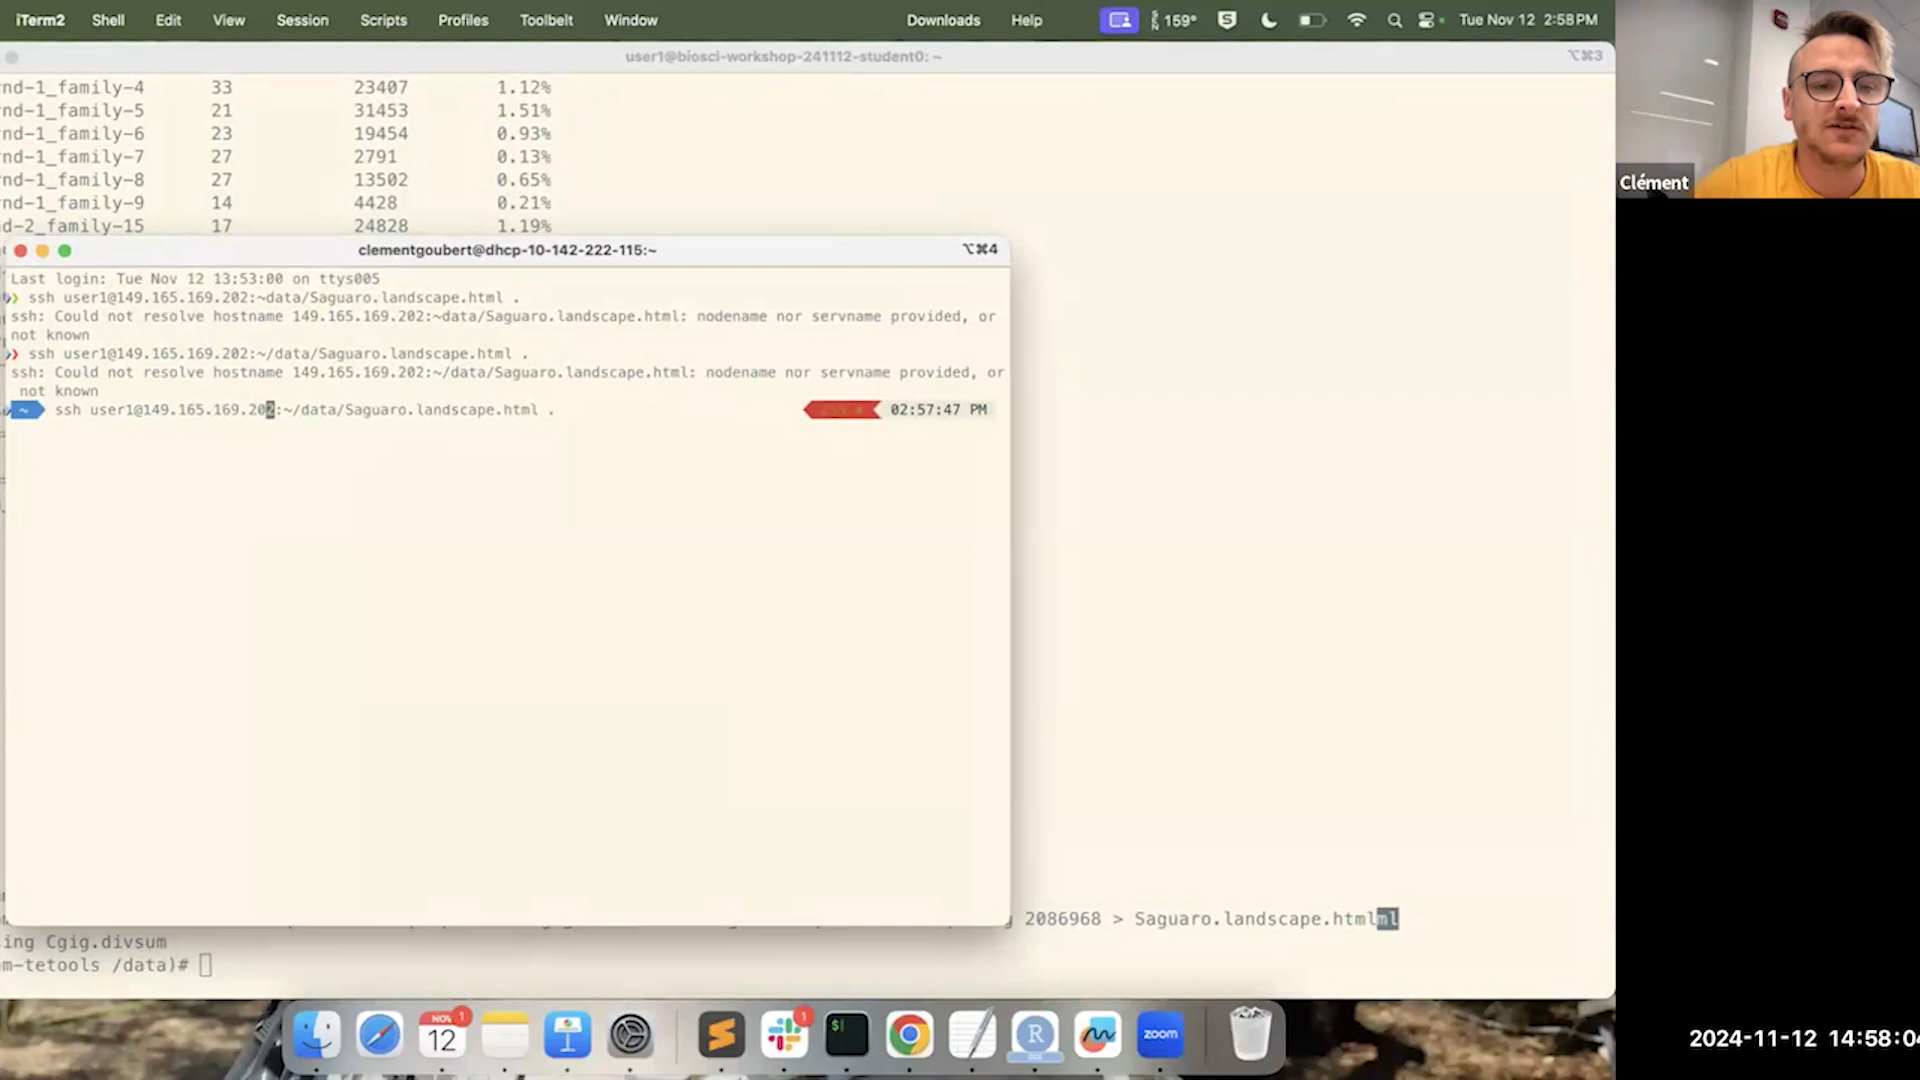 iTerm2 Shell Edit View Session Scripts Profiles Toolbelt Window Downloads Help 159° Tue Nov 12 2:58 PM
user1@biosci-workshop-241112-student0: ~ ⌥⌘3
nd-1_family-4 33 23407 1.12%
nd-1_family-5 21 31453 1.51%
nd-1_family-6 23 19454 0.93%
nd-1_family-7 27 2791 0.13%
nd-1_family-8 27 13502 0.65%
nd-1_family-9 14 4428 0.21%
d-2_family-15 17 24828 1.19%
Clément
clementgoubert@dhcp-10-142-222-115:~ ⌥⌘4
Last login: Tue Nov 12 13:53:00 on ttys005
❯ ssh user1@149.165.169.202:~data/Saguaro.landscape.html .
ssh: Could not resolve hostname 149.165.169.202:~data/Saguaro.landscape.html: nodename nor servname provided, or
not known
❯ ssh user1@149.165.169.202:~/data/Saguaro.landscape.html .
ssh: Could not resolve hostname 149.165.169.202:~/data/Saguaro.landscape.html: nodename nor servname provided, or
not known
~ ssh user1@149.165.169.202:~/data/Saguaro.landscape.html . 02:57:47 PM
2086968 > Saguaro.landscape.htmlml
ing Cgig.divsum
m-tetools /data)#
NOV 1
12
1
$
R
zoom
2024-11-12 14:58:04